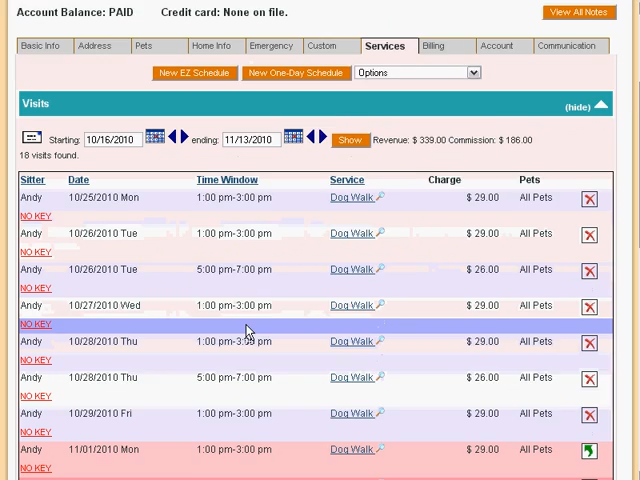 Account Balance: PAID Credit card: None on file.
View All Notes
Basic Info Address Pets Home Info Emergency Custom Services Billing Account Communication
New EZ Schedule New One-Day Schedule Options
Visits (hide)
Starting: 10/16/2010 ending: 11/13/2010 Show Revenue: $ 339.00 Commission: $ 186.00
18 visits found.
Sitter Date Time Window Service Charge Pets
Andy 10/25/2010 Mon 1:00 pm-3:00 pm Dog Walk $ 29.00 All Pets
NO KEY
Andy 10/26/2010 Tue 1:00 pm-3:00 pm Dog Walk $ 29.00 All Pets
NO KEY
Andy 10/26/2010 Tue 5:00 pm-7:00 pm Dog Walk $ 26.00 All Pets
NO KEY
Andy 10/27/2010 Wed 1:00 pm-3:00 pm Dog Walk $ 29.00 All Pets
NO KEY
Andy 10/28/2010 Thu 1:00 pm-3:00 pm Dog Walk $ 29.00 All Pets
NO KEY
Andy 10/28/2010 Thu 5:00 pm-7:00 pm Dog Walk $ 26.00 All Pets
NO KEY
Andy 10/29/2010 Fri 1:00 pm-3:00 pm Dog Walk $ 29.00 All Pets
NO KEY
Andy 11/01/2010 Mon 1:00 pm-3:00 pm Dog Walk $ 29.00 All Pets
NO KEY